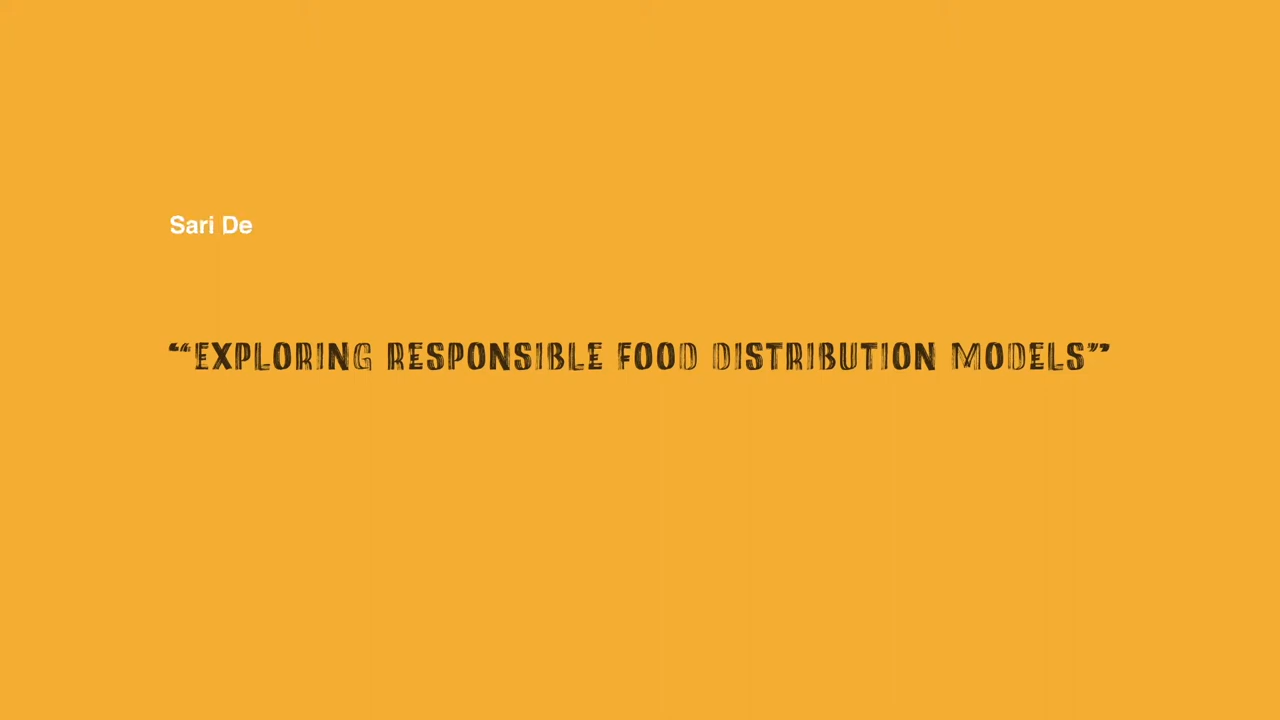 Sari De
“EXPLORING RESPONSIBLE FOOD DISTRIBUTION MODELS”